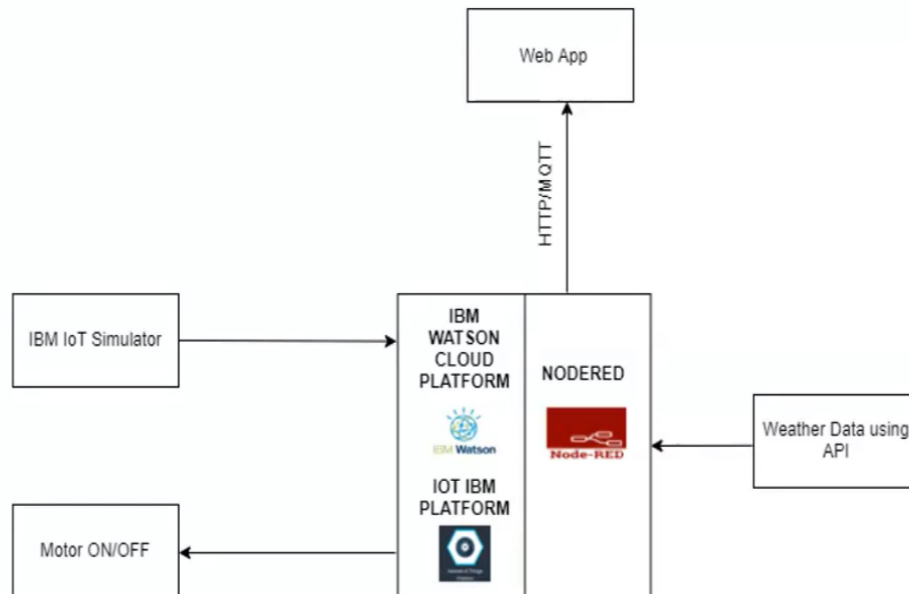 Web App
HTTP/MQTT
IBM IoT Simulator
IBM
WATSON
CLOUD
PLATFORM
NODERED
IBM Watson
Node-RED
Weather Data using
API
IOT IBM
PLATFORM
Motor ON/OFF